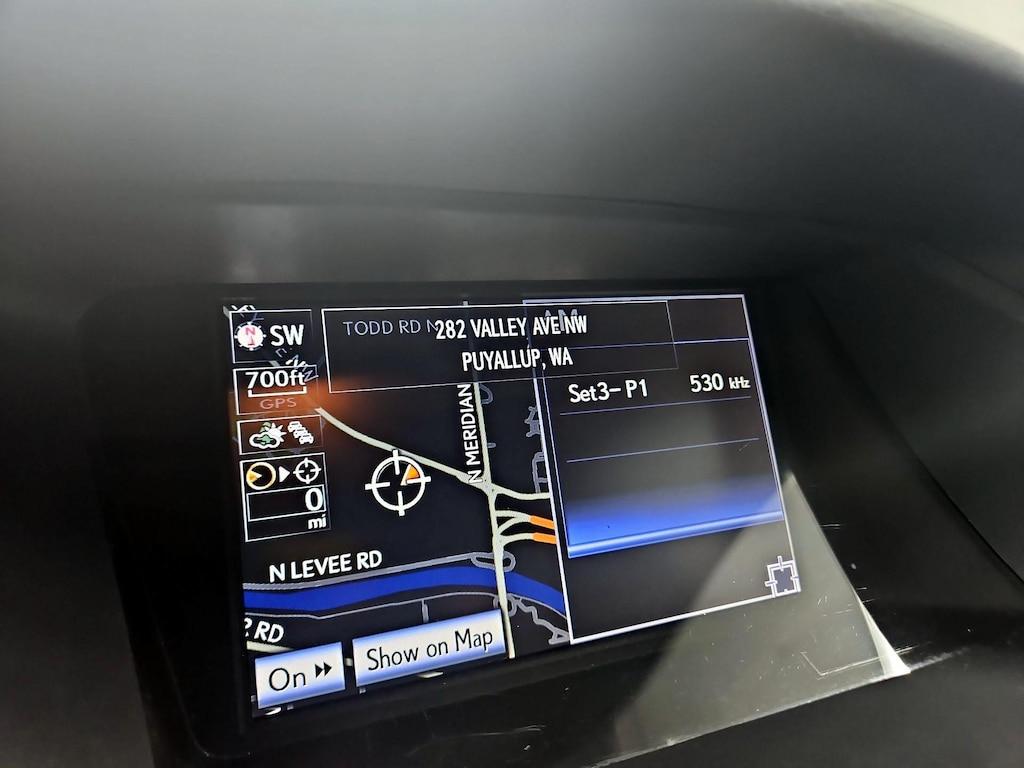 N SW
TODD RD N
282 VALLEY AVE NW
AM
PUYALLUP, WA
700ft
GPS
Set3-P1 530 kHz
N MERIDIAN
0
mi
N LEVEE RD
RD
On
Show on Map